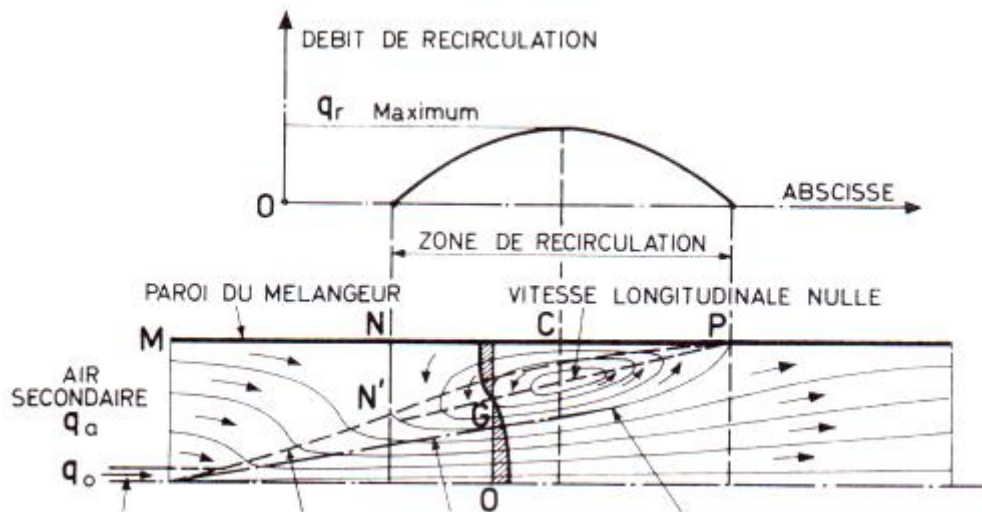 DEBIT DE RECIRCULATION
qr Maximum
O
ABSCISSE
ZONE DE RECIRCULATION
PAROI DU MELANGEUR
VITESSE LONGITUDINALE NULLE
M N C P
AIR
SECONDAIRE
qa
N'
G
qo
O